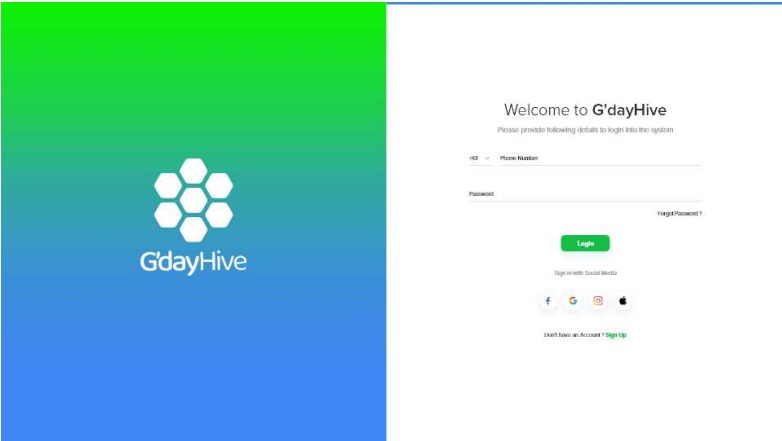 G'dayHive
Welcome to G'dayHive
Please provide following details to login into the system
+61 Phone Number
Password
Forgot Password ?
Login
Sign in with Social Media
Don't have an Account ? Sign Up